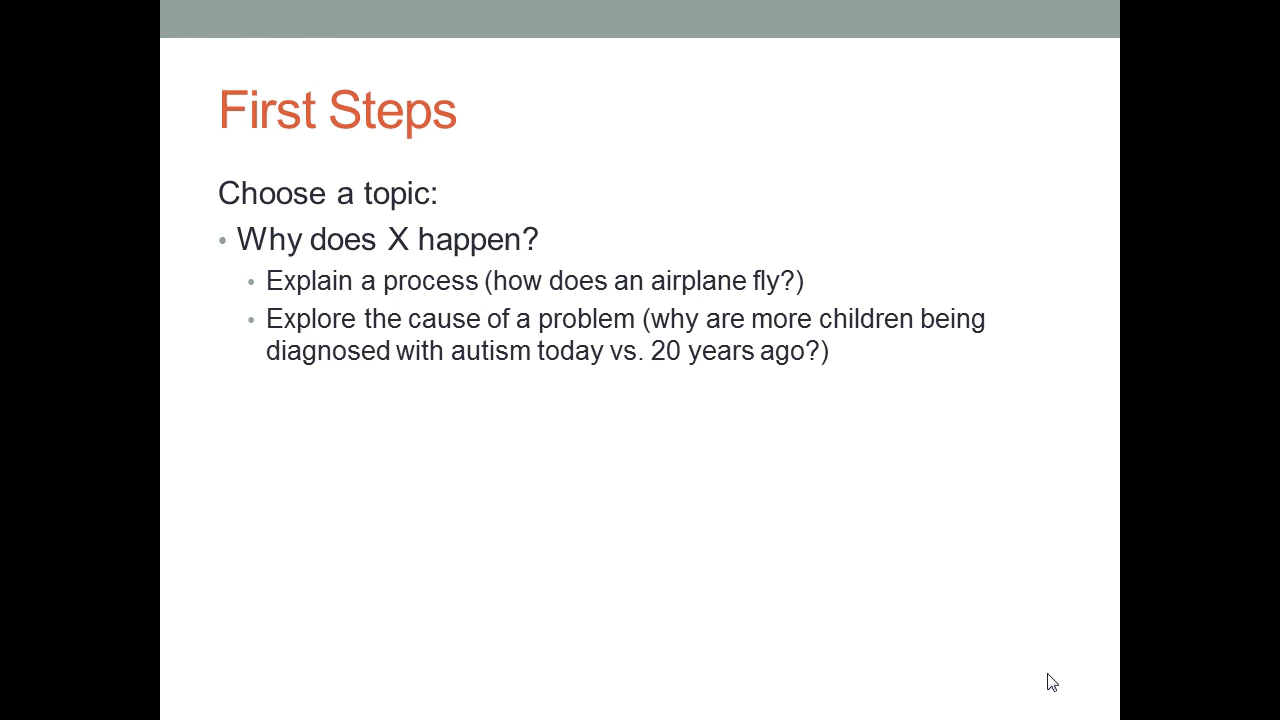 First Steps
Choose a topic:
• Why does X happen?
• Explain a process (how does an airplane fly?)
• Explore the cause of a problem (why are more children being
diagnosed with autism today vs. 20 years ago?)